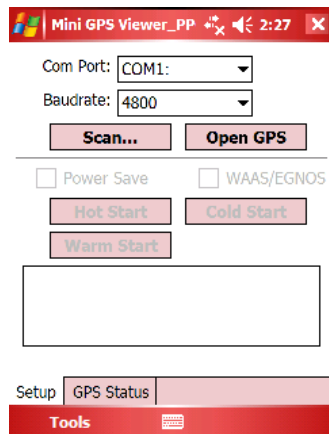 Mini GPS Viewer_PP 2:27
Com Port: COM1:
Baudrate: 4800
Scan... Open GPS
Power Save WAAS/EGNOS
Hot Start Cold Start
Warm Start
Setup GPS Status
Tools